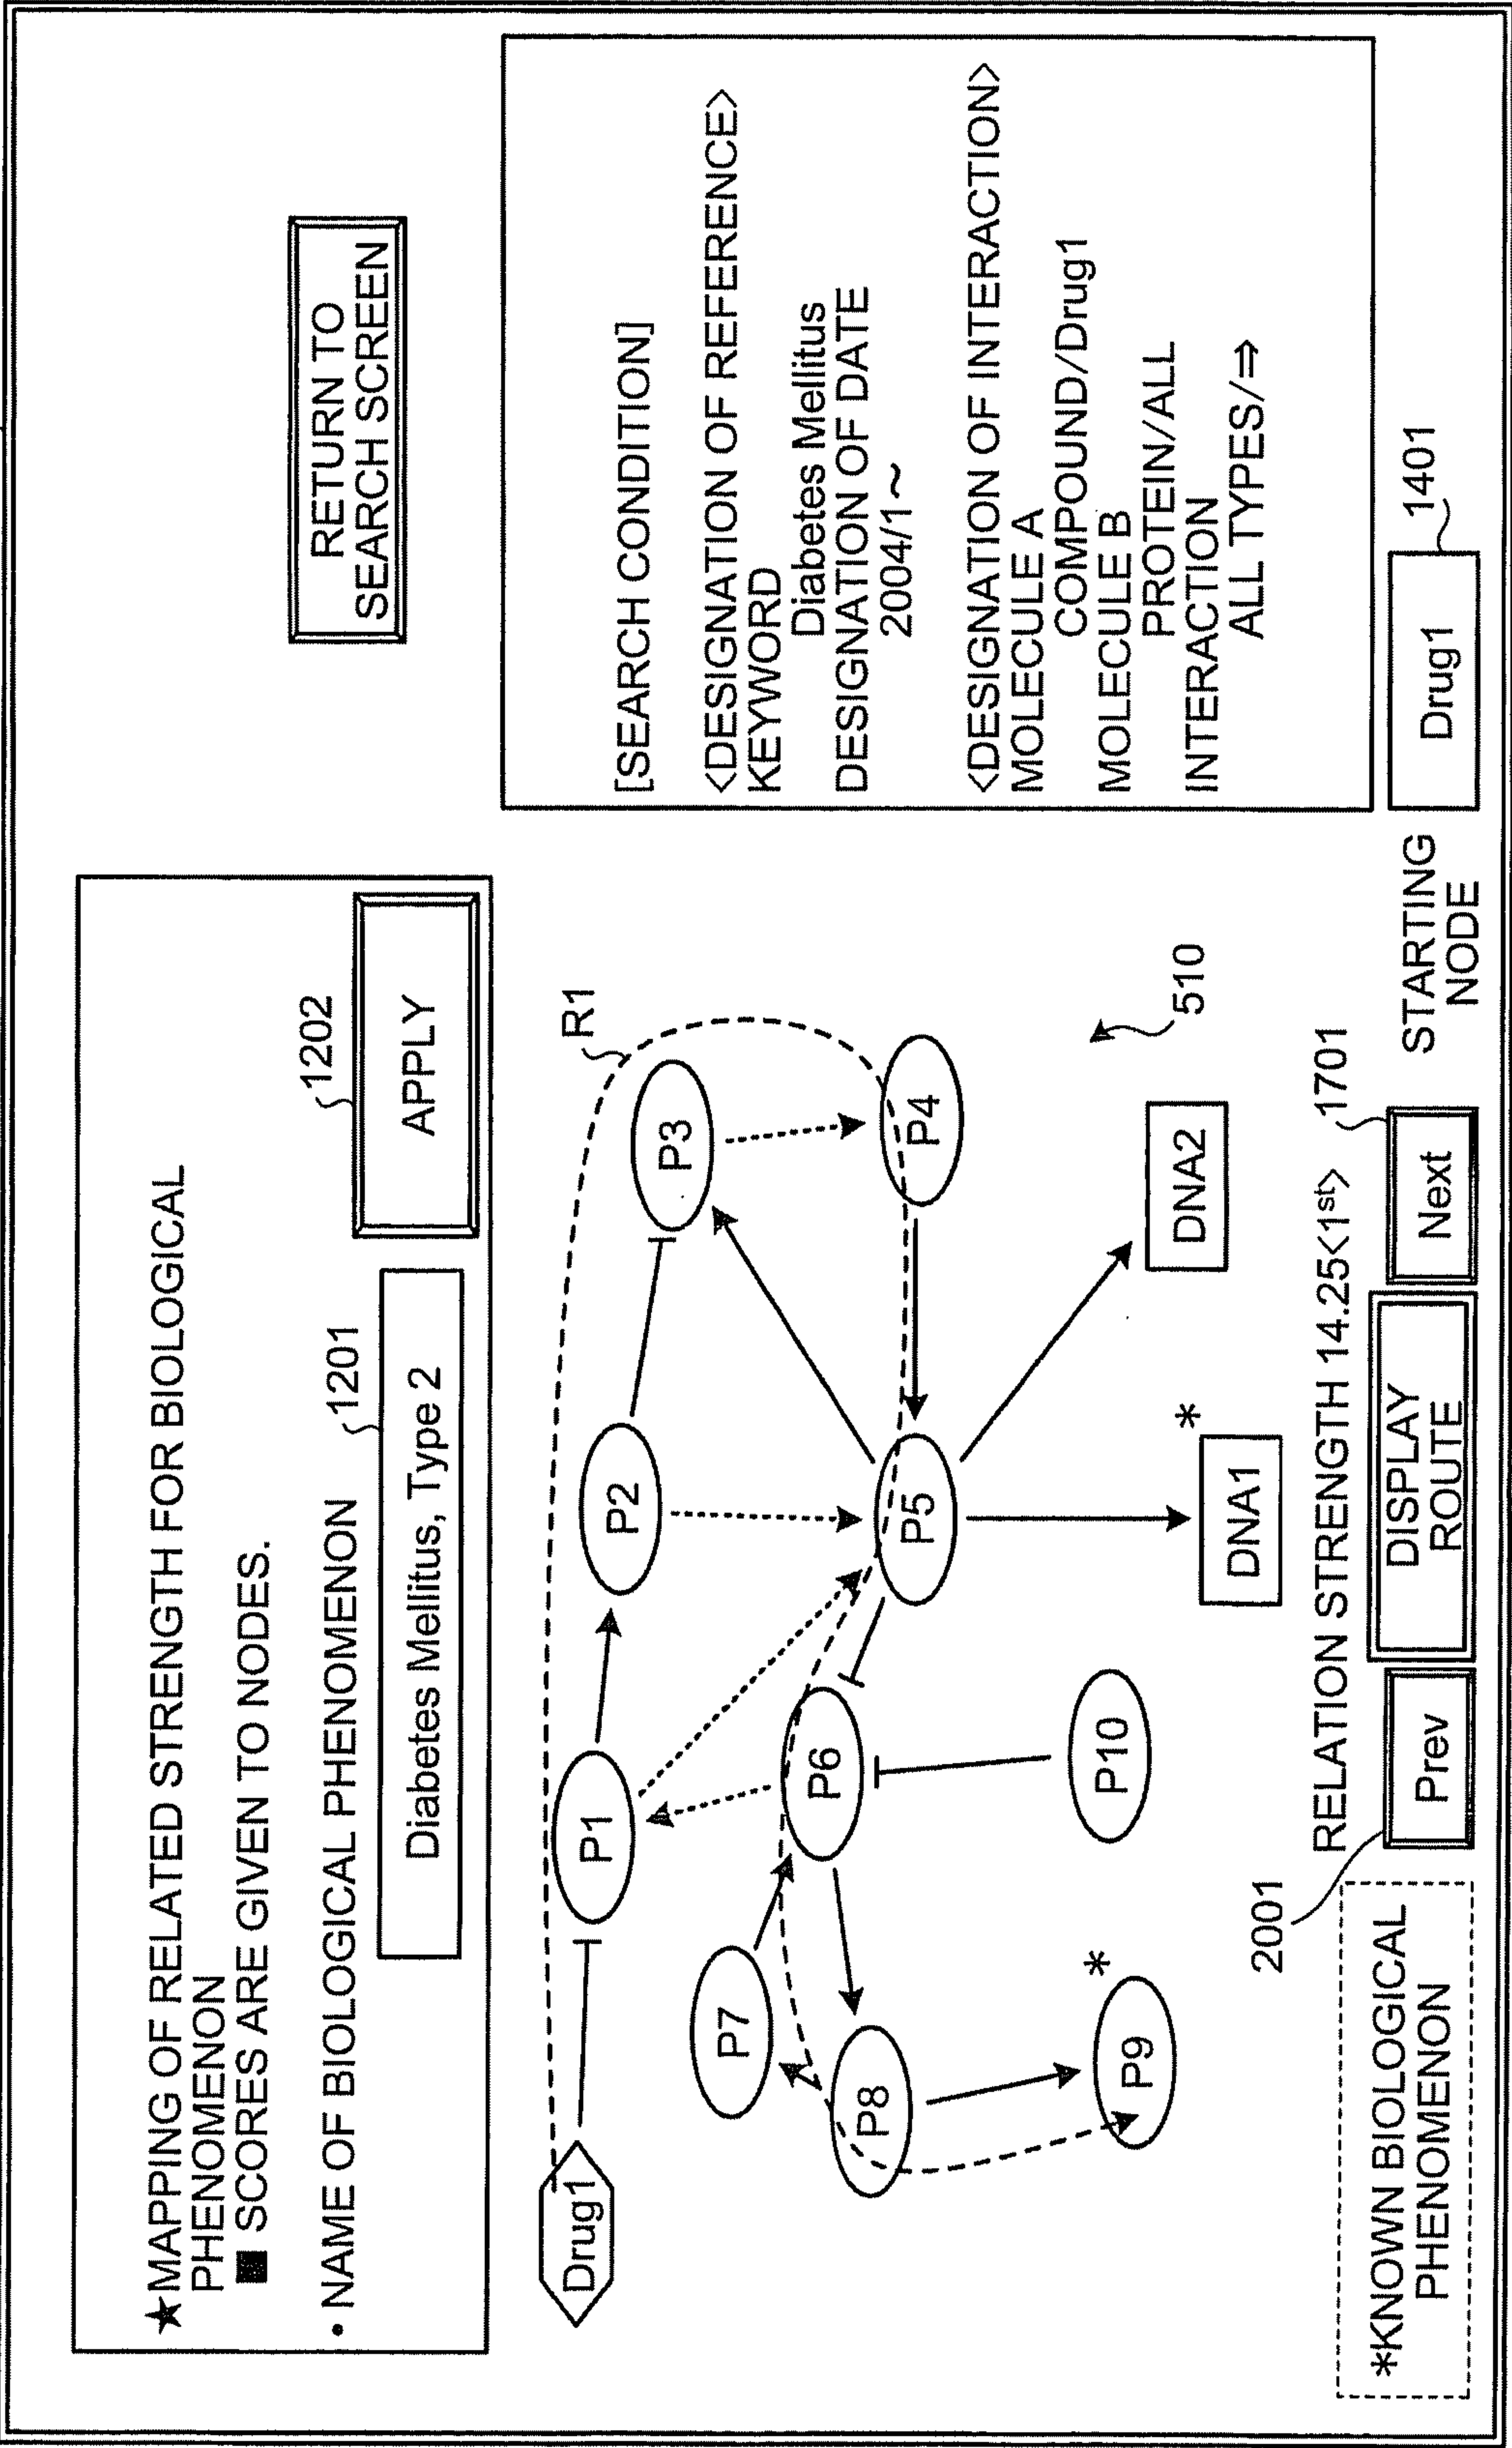 ★MAPPING OF RELATED STRENGTH FOR BIOLOGICAL
PHENOMENON
■ SCORES ARE GIVEN TO NODES.
• NAME OF BIOLOGICAL PHENOMENON
1201
Diabetes Mellitus, Type 2
1202
APPLY
RETURN TO
SEARCH SCREEN
[SEARCH CONDITION]
<DESIGNATION OF REFERENCE>
KEYWORD
Diabetes Mellitus
DESIGNATION OF DATE
2004/1~
<DESIGNATION OF INTERACTION>
MOLECULE A
COMPOUND/Drug1
MOLECULE B
PROTEIN/ALL
INTERACTION
ALL TYPES/⇒
R1
Drug1
P1
P2
P3
P7
P6
P8
P5
P4
P9
*
P10
DNA1
*
DNA2
510
*KNOWN BIOLOGICAL
PHENOMENON
2001
RELATION STRENGTH 14.25<1st>
1701
Prev
DISPLAY
ROUTE
Next
STARTING
NODE
Drug1
1401